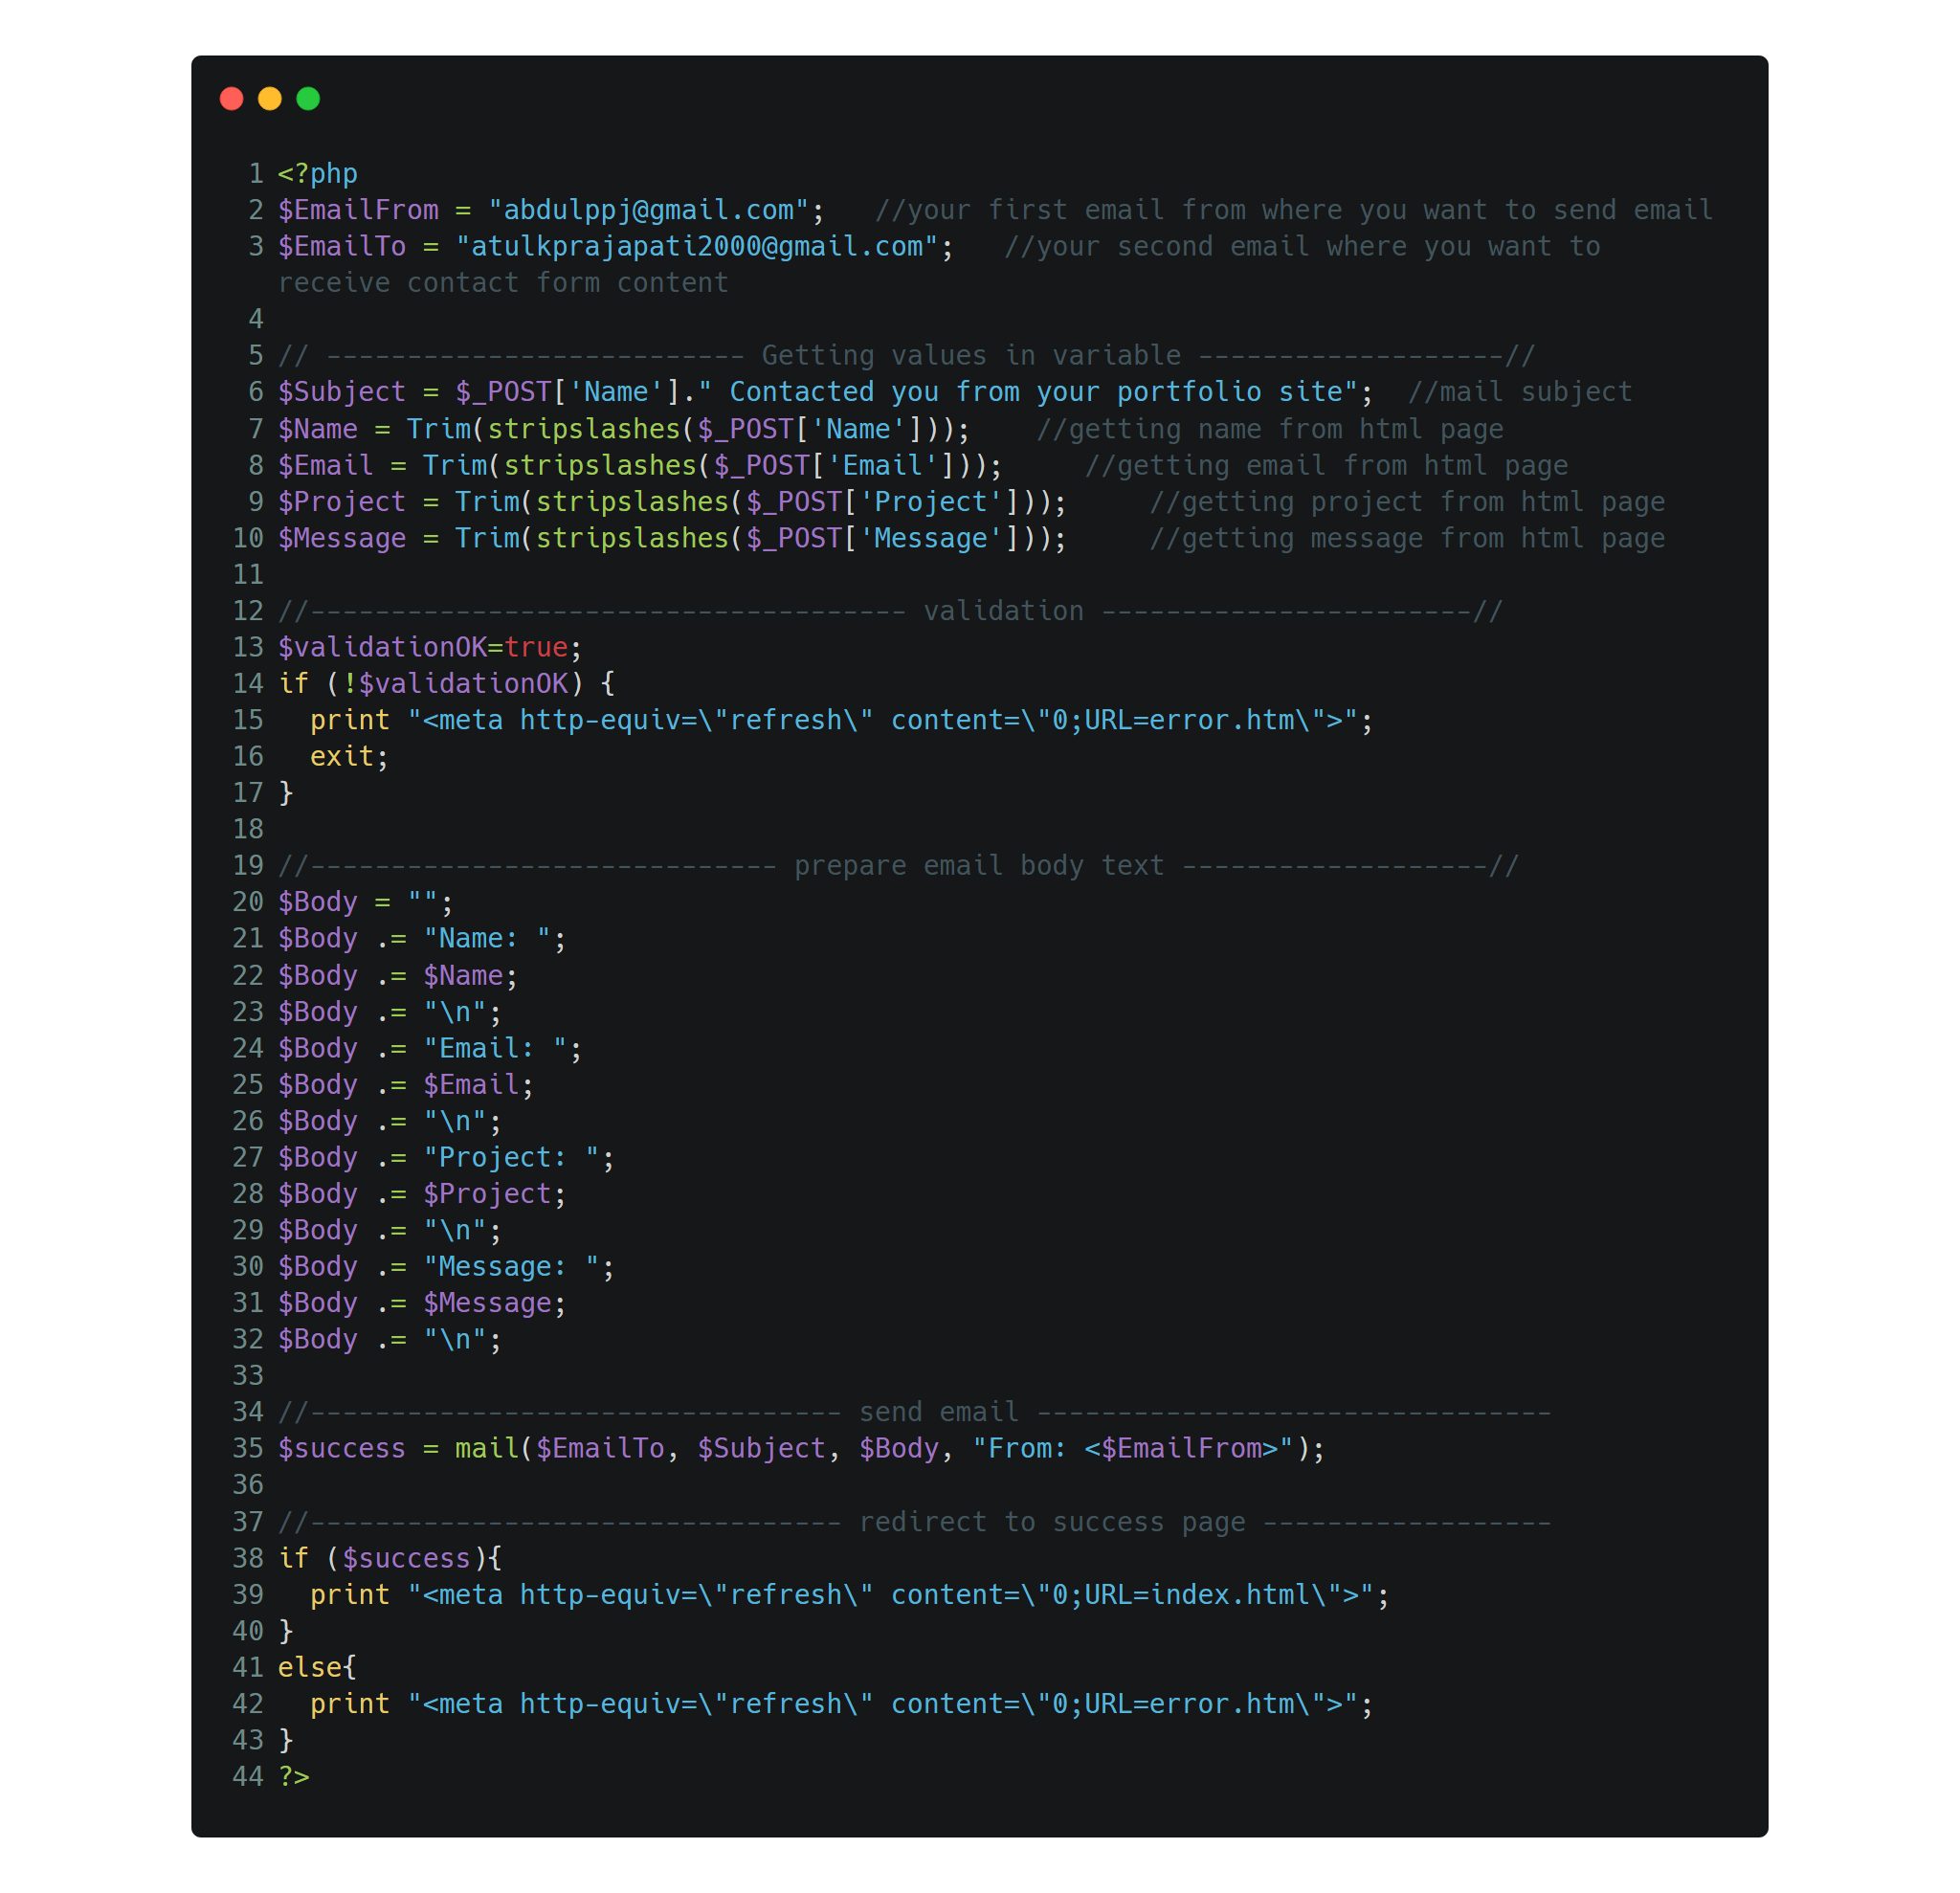 1 <?php
2 $EmailFrom = "abdulppj@gmail.com";   //your first email from where you want to send email
3 $EmailTo = "atulkprajapati2000@gmail.com";   //your second email where you want to
receive contact form content
4
5 // -------------------------- Getting values in variable -------------------//
6 $Subject = $_POST['Name']." Contacted you from your portfolio site";  //mail subject
7 $Name = Trim(stripslashes($_POST['Name']));    //getting name from html page
8 $Email = Trim(stripslashes($_POST['Email']));     //getting email from html page
9 $Project = Trim(stripslashes($_POST['Project']));     //getting project from html page
10 $Message = Trim(stripslashes($_POST['Message']));     //getting message from html page
11
12 //------------------------------------- validation -----------------------//
13 $validationOK=true;
14 if (!$validationOK) {
15   print "<meta http-equiv=\"refresh\" content=\"0;URL=error.htm\">";
16   exit;
17 }
18
19 //----------------------------- prepare email body text -------------------//
20 $Body = "";
21 $Body .= "Name: ";
22 $Body .= $Name;
23 $Body .= "\n";
24 $Body .= "Email: ";
25 $Body .= $Email;
26 $Body .= "\n";
27 $Body .= "Project: ";
28 $Body .= $Project;
29 $Body .= "\n";
30 $Body .= "Message: ";
31 $Body .= $Message;
32 $Body .= "\n";
33
34 //--------------------------------- send email --------------------------------
35 $success = mail($EmailTo, $Subject, $Body, "From: <$EmailFrom>");
36
37 //--------------------------------- redirect to success page ------------------
38 if ($success){
39   print "<meta http-equiv=\"refresh\" content=\"0;URL=index.html\">";
40 }
41 else{
42   print "<meta http-equiv=\"refresh\" content=\"0;URL=error.htm\">";
43 }
44 ?>